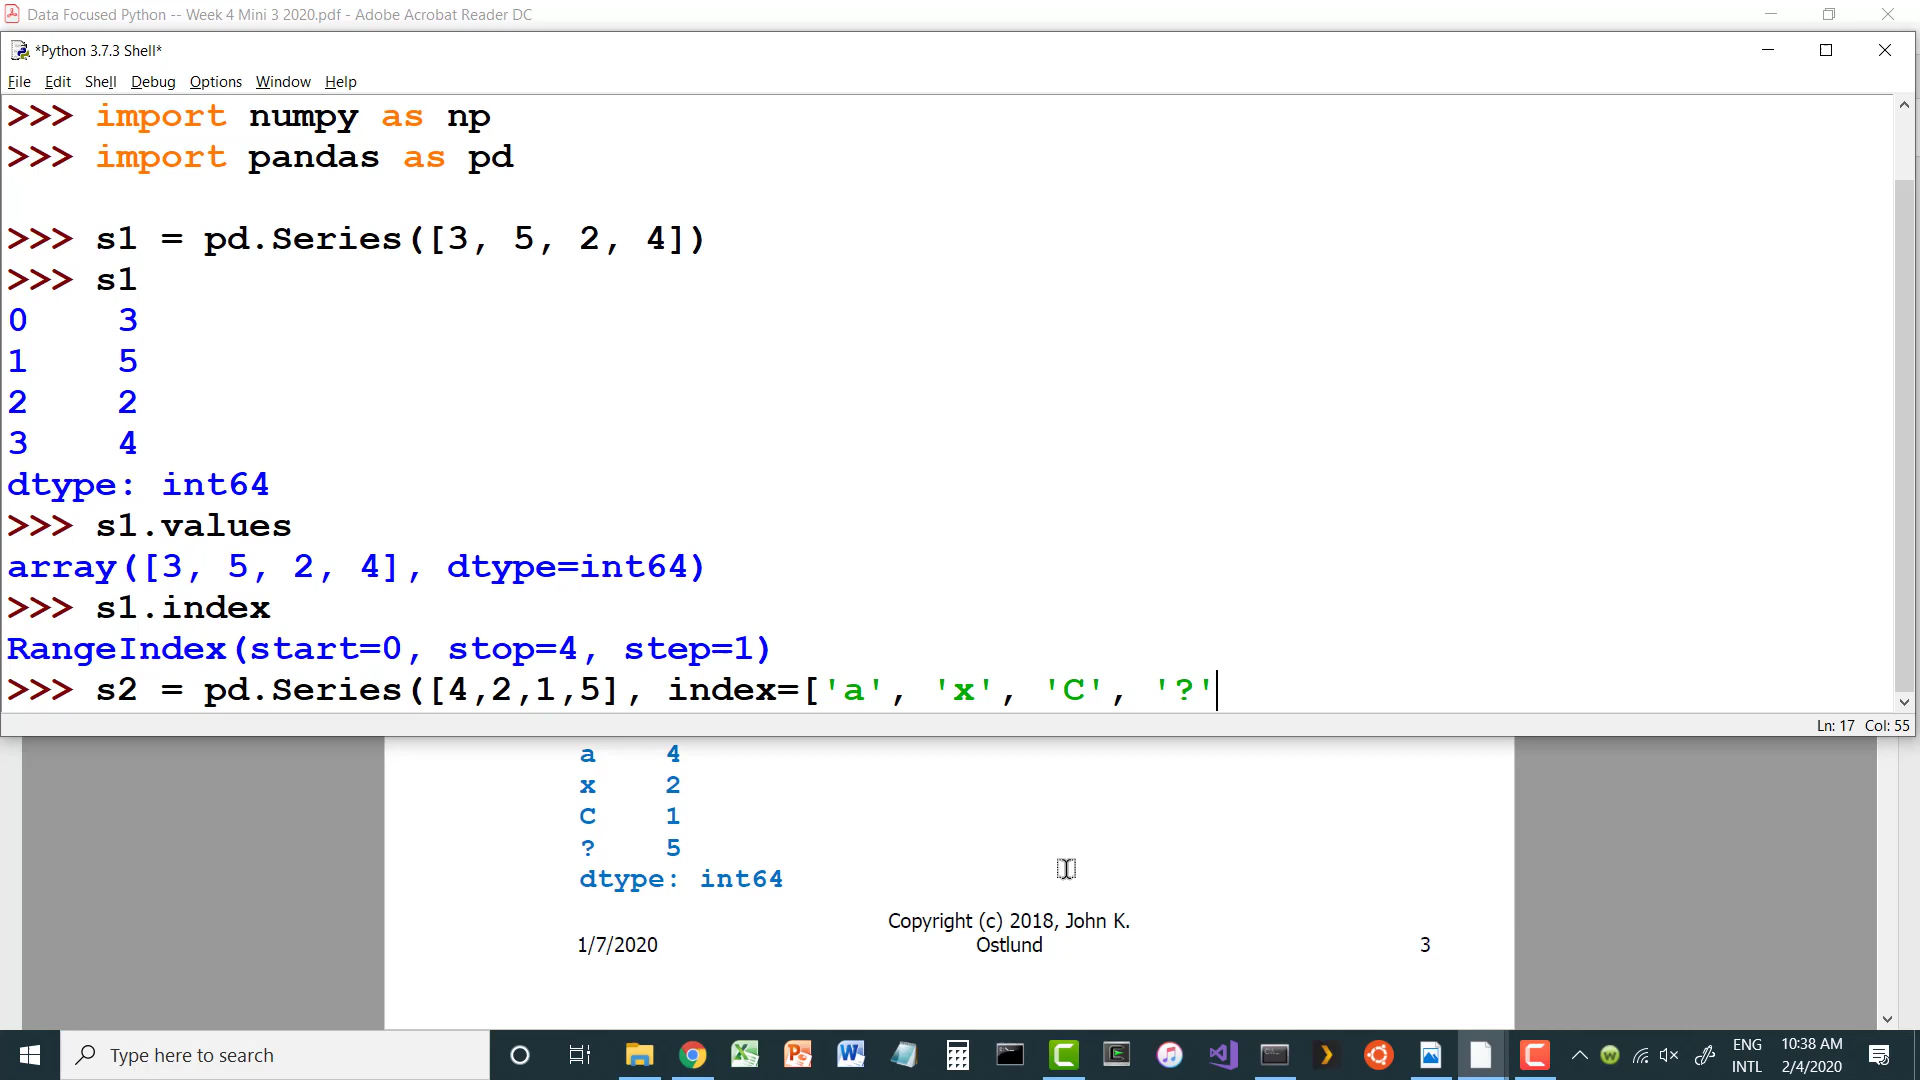 Data Focused Python -- Week 4 Mini 3 2020.pdf - Adobe Acrobat Reader DC
*Python 3.7.3 Shell*
File Edit Shell Debug Options Window Help
>>> import numpy as np
>>> import pandas as pd
>>> s1 = pd.Series([3, 5, 2, 4])
>>> s1
0 3
1 5
2 2
3 4
dtype: int64
>>> s1.values
array([3, 5, 2, 4], dtype=int64)
>>> s1.index
RangeIndex(start=0, stop=4, step=1)
>>> s2 = pd.Series([4,2,1,5], index=['a', 'x', 'C', '?'
Ln: 17 Col: 55
a 4
x 2
C 1
? 5
dtype: int64
Copyright (c) 2018, John K.
1/7/2020 Ostlund 3
Type here to search
ENG 10:38 AM
INTL 2/4/2020